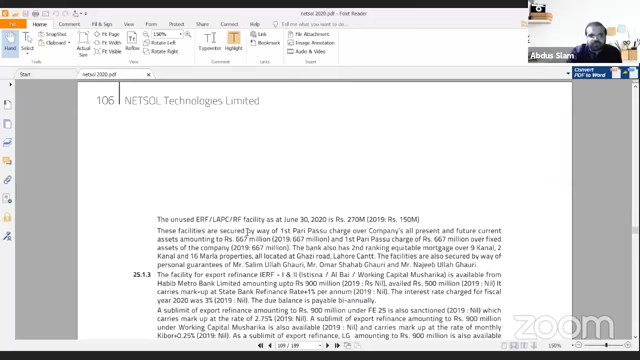 netsol 2020.pdf - Foxit Reader
File Home Comment
Tell me what you want to do...
Hand
Select
SnapShot
Clipboard
Actual Size
Fit Page
Fit Width
Fit Visible
Reflow
150%
Rotate Left
Rotate Right
Typewriter
Highlight
Link
Bookmark
File Attachment
Image Annotation
Audio & Video
Tools View Comment Links Insert
Start netsol 2020.pdf
Abdus Slam
Convert PDF to Word
106 NETSOL Technologies Limited
The unused ERF/LAPC/RF facility as at June 30, 2020 is Rs. 270M (2019: Rs. 150M)
These facilities are secured by way of 1st Pari Passu charge over Company's all present and future current
assets amounting to Rs. 667 million (2019: 667 million) and 1st Pari Passu charge of Rs. 667 million over fixed
assets of the company (2019: 667 million). The bank also has 2nd ranking equitable mortgage over 9 Kanal, 2
Kanal and 16 Marla properties, all located at Ghazi road, Lahore Cantt. The facilities are also secured by way of
personal guarantees of Mr. Salim Ullah Ghauri, Mr. Omar Shahab Ghauri and Mr. Najeeb Ullah Ghauri.
25.1.3 The facility for export refinance IERF - I & II (Istisna / Al Bai / Working Capital Musharika) is available from
Habib Metro Bank Limited amounting upto Rs 900 million (2019: Nil), availed Rs. 500 million (2019: Nil) It
carries mark-up at State Bank Refinance Rate+1% per annum (2019: Nil). The interest rate charged for fiscal
year 2020 was 3% (2019: Nil). The due balance is payable bi-annually.
A sublimit of export refinance amounting to Rs. 900 million under FE 25 is also sanctioned (2019: Nil) which
carries mark up at the rate of 2.75% (2019: Nil). A sublimit of export refinance amounting to Rs. 900 million
under Working Capital Musharika is also available (2019: Nil) and carries mark up at the rate of monthly
Kibor+0.25% (2019: Nil). As a sublimit of export refinance, LG amounting to Rs. 900 million is also available
109 / 189
150%
zoom